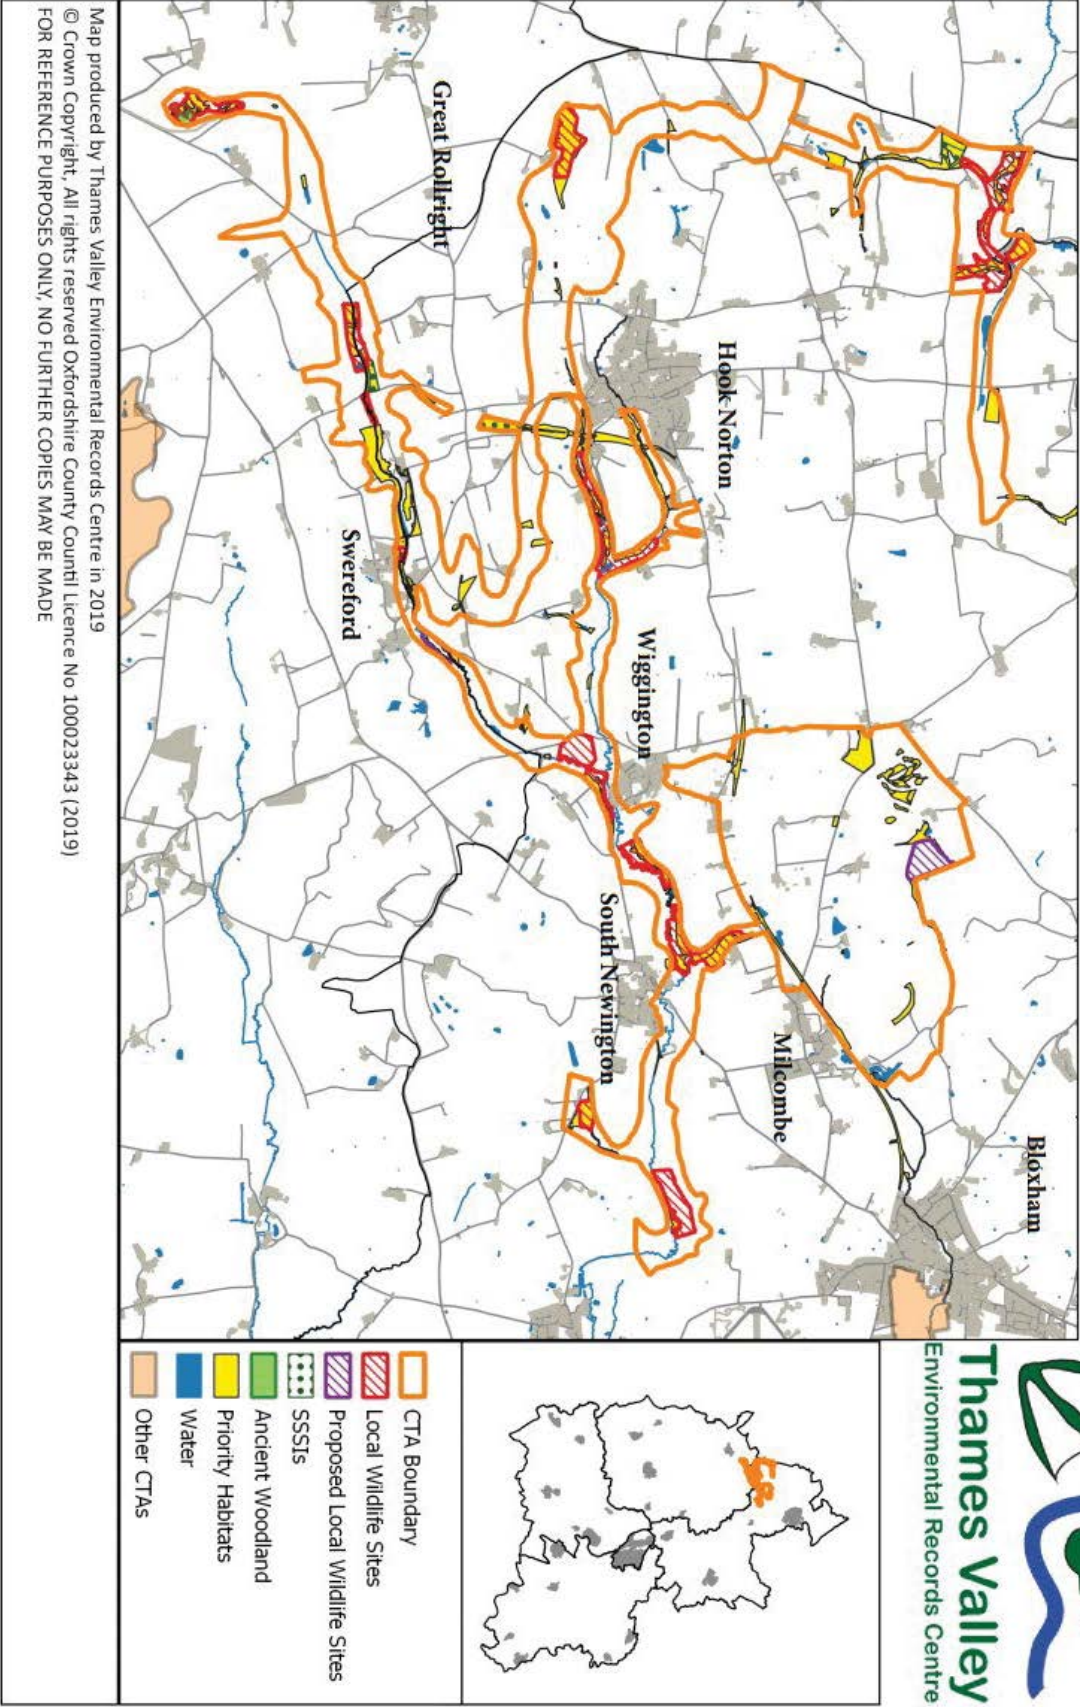 Thames Valley
Environmental Records Centre
Bloxham
Hook Norton
Milcombe
Wiggington
Great Rollright
South Newington
Swereford
CTA Boundary
Local Wildlife Sites
Proposed Local Wildlife Sites
SSSIs
Ancient Woodland
Priority Habitats
Water
Other CTAs
Map produced by Thames Valley Environmental Records Centre in 2019
© Crown Copyright, All rights reserved Oxfordshire County Council Licence No 100023343 (2019)
FOR REFERENCE PURPOSES ONLY, NO FURTHER COPIES MAY BE MADE